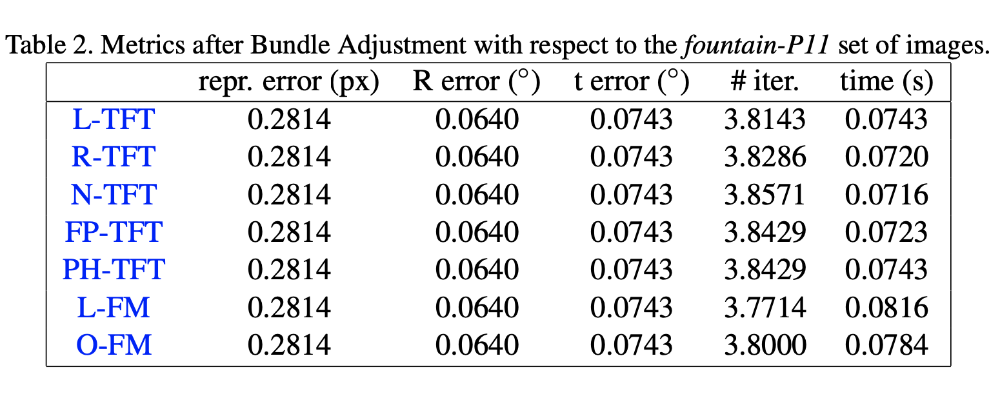 Table 2. Metrics after Bundle Adjustment with respect to the fountain-P11 set of images.
repr. error (px) R error (°) t error (°) # iter. time (s)
L-TFT 0.2814 0.0640 0.0743 3.8143 0.0743
R-TFT 0.2814 0.0640 0.0743 3.8286 0.0720
N-TFT 0.2814 0.0640 0.0743 3.8571 0.0716
FP-TFT 0.2814 0.0640 0.0743 3.8429 0.0723
PH-TFT 0.2814 0.0640 0.0743 3.8429 0.0743
L-FM 0.2814 0.0640 0.0743 3.7714 0.0816
O-FM 0.2814 0.0640 0.0743 3.8000 0.0784